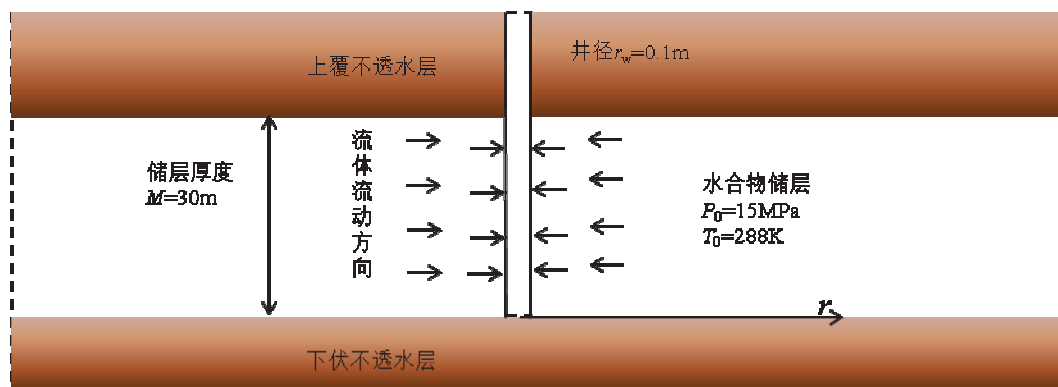 上覆不透水层
井径rw=0.1m
储层厚度
M=30m
流体流动方向
水合物储层
P0=15MPa
T0=288K
r
下伏不透水层